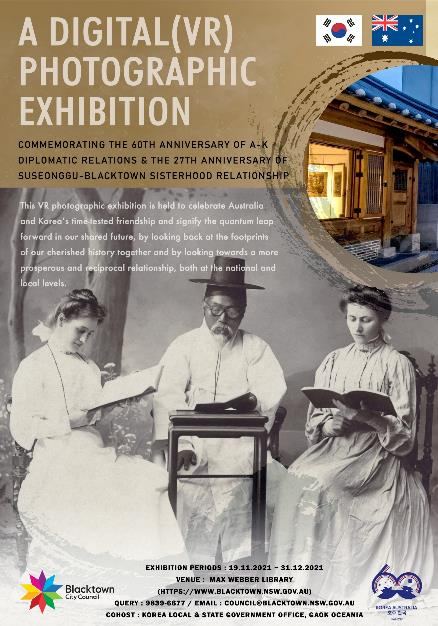 A DIGITAL(VR)
PHOTOGRAPHIC
EXHIBITION
COMMEMORATING THE 60TH ANNIVERSARY OF A-K
DIPLOMATIC RELATIONS & THE 27TH ANNIVERSARY OF
SUSEONGGU-BLACKTOWN SISTERHOOD RELATIONSHIP
This VR photographic exhibition is held to celebrate Australia
and Korea's time-tested friendship and signify the quantum leap
forward in our shared future, by looking back at the footprints
of our cherished history together and by looking towards a more
prosperous and reciprocal relationship, both at the national and
local levels.
EXHIBITION PERIODS : 19.11.2021 - 31.12.2021
VENUE : MAX WEBBER LIBRARY
(HTTPS://WWW.BLACKTOWN.NSW.GOV.AU)
QUERY : 9839-6677 / EMAIL : COUNCIL@BLACKTOWN.NSW.GOV.AU
COHOST : KOREA LOCAL & STATE GOVERNMENT OFFICE, GAOK OCEANIA
Blacktown
City Council
60
KOREA AUSTRALIA